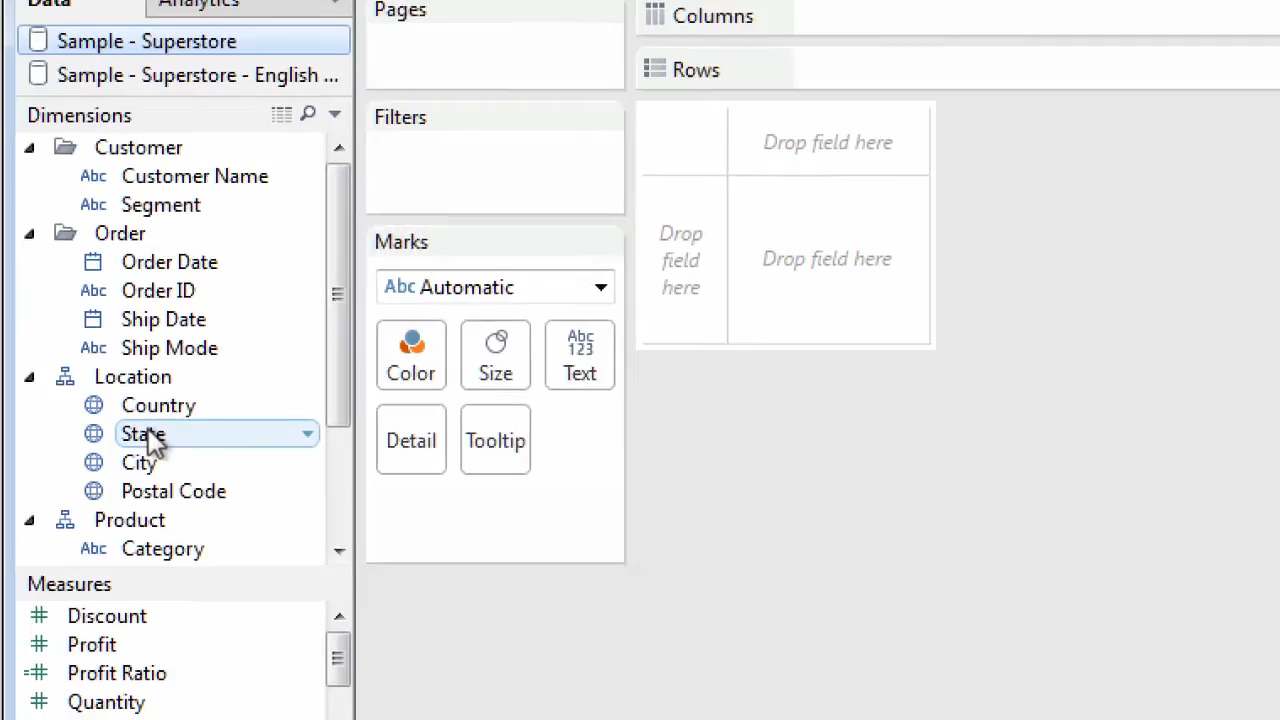 Data
Analytics
Sample - Superstore
Sample - Superstore - English ...
Dimensions
Customer
Abc Customer Name
Abc Segment
Order
Order Date
Abc Order ID
Ship Date
Abc Ship Mode
Location
Country
State
City
Postal Code
Product
Abc Category
Measures
# Discount
# Profit
=# Profit Ratio
# Quantity
Pages
Filters
Marks
Abc Automatic
Color
Size
Abc
123
Text
Detail
Tooltip
Columns
Rows
Drop field here
Drop
field
here
Drop field here